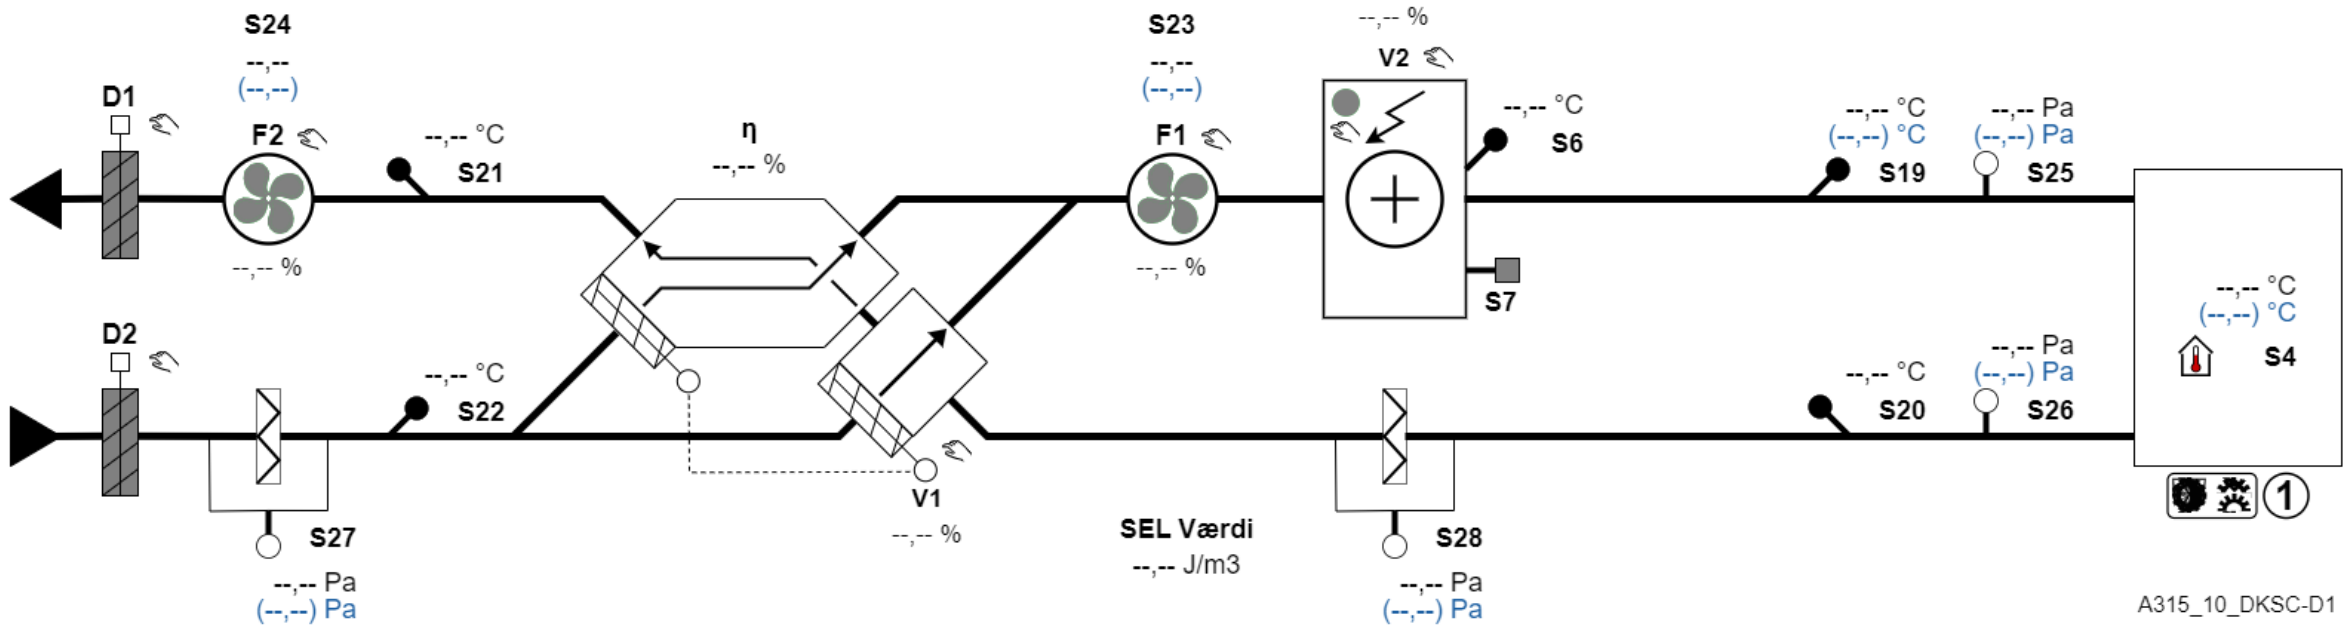 S24
--,--
(--,--)
D1
F2
--,-- %
--,-- °C
S21
η
--,-- %
S23
--,--
(--,--)
F1
--,-- %
--,-- %
V2
--,-- °C
S6
S7
--,-- °C
(--,--) °C
S19
--,-- Pa
(--,--) Pa
S25
--,-- °C
(--,--) °C
S4
D2
--,-- °C
S22
S27
--,-- Pa
(--,--) Pa
V1
--,-- %
SEL Værdi
--,-- J/m3
S28
--,-- Pa
(--,--) Pa
--,-- °C
S20
--,-- Pa
(--,--) Pa
S26
1
A315_10_DKSC-D1